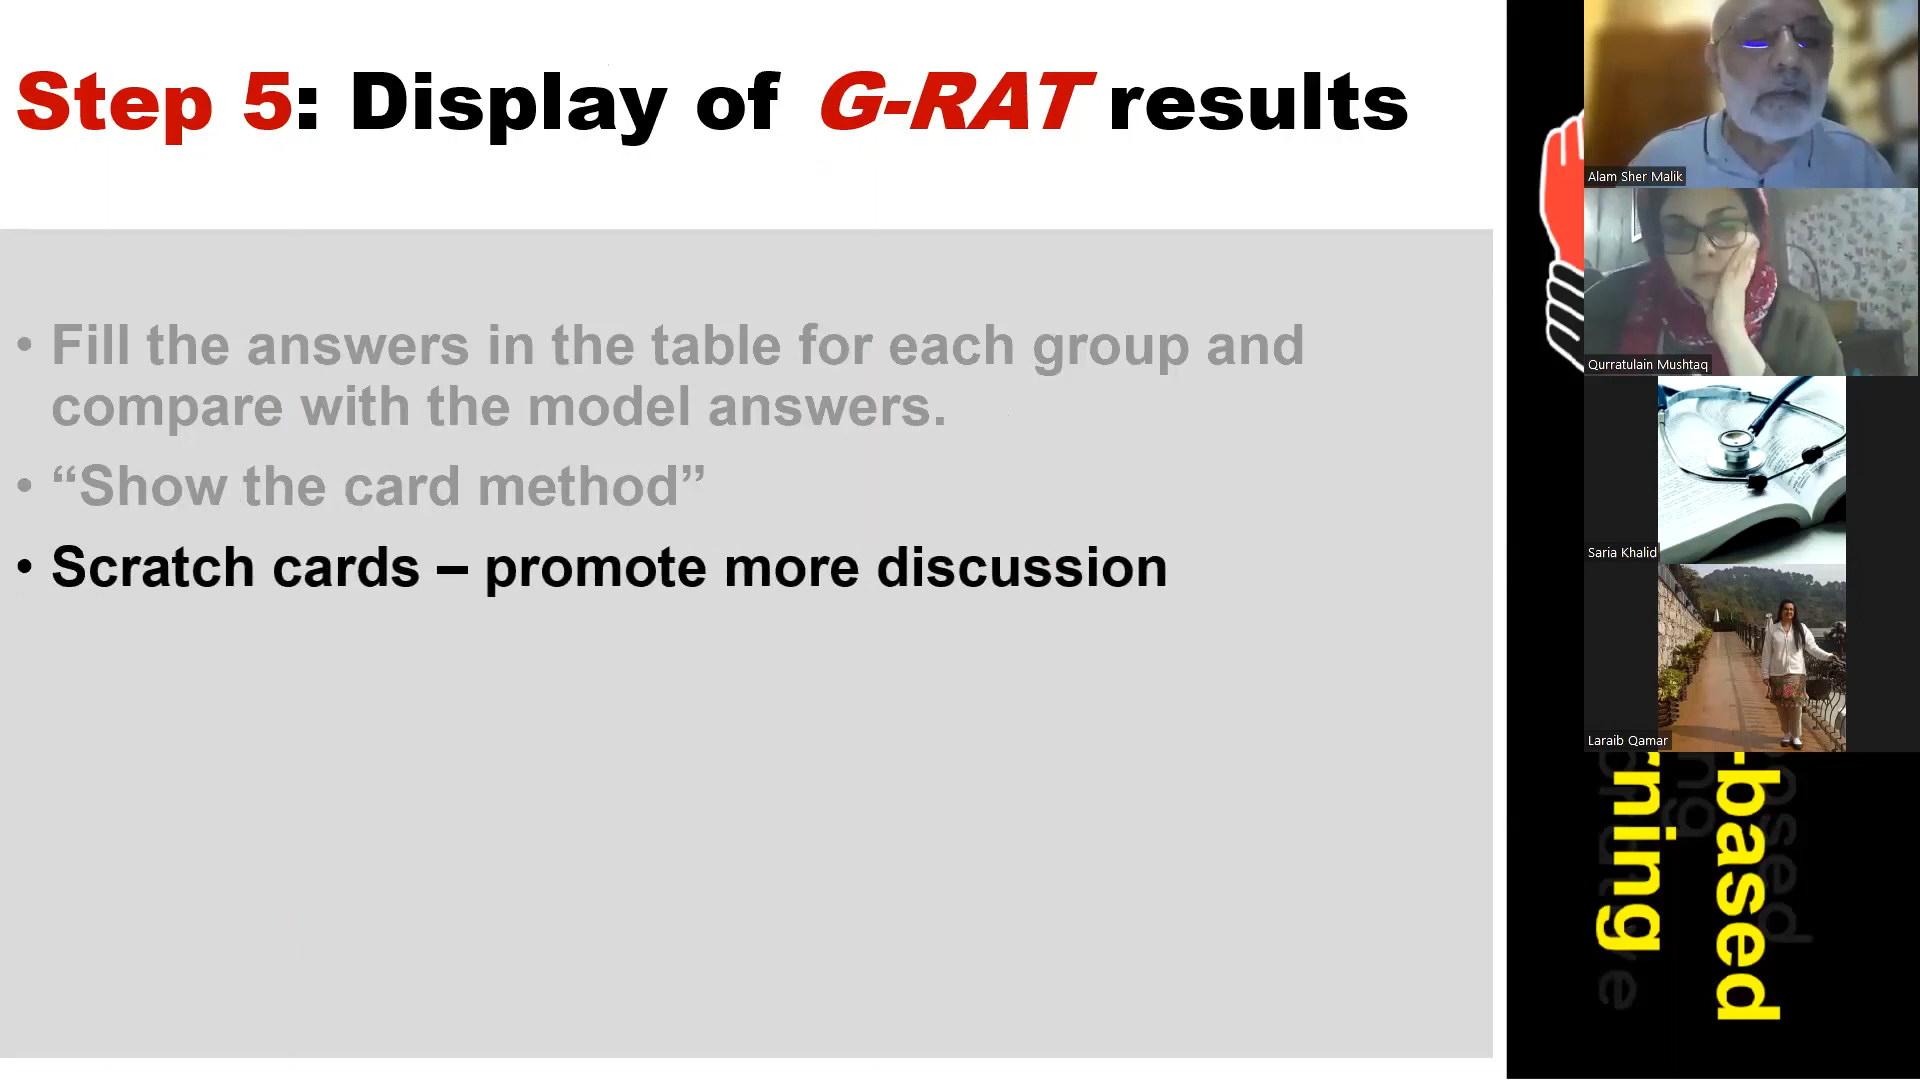 Step 5: Display of G-RAT results
• Fill the answers in the table for each group and
compare with the model answers.
• “Show the card method”
• Scratch cards – promote more discussion
Alam Sher Malik
Qurratulain Mushtaq
Saria Khalid
Laraib Qamar
-based
rning